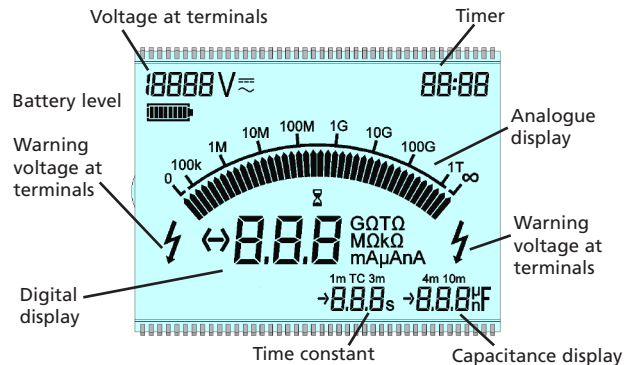 Voltage at terminals
Timer
18888 V
88:88
Battery level
Analogue display
Warning voltage at terminals
0 100k 1M 10M 100M 1G 10G 100G 1T ∞
8.8.8
GΩTΩ
MΩkΩ
mAµAnA
Warning voltage at terminals
1m TC 3m
8.8.8s
4m 10m
8.8.8µnF
Digital display
Time constant
Capacitance display